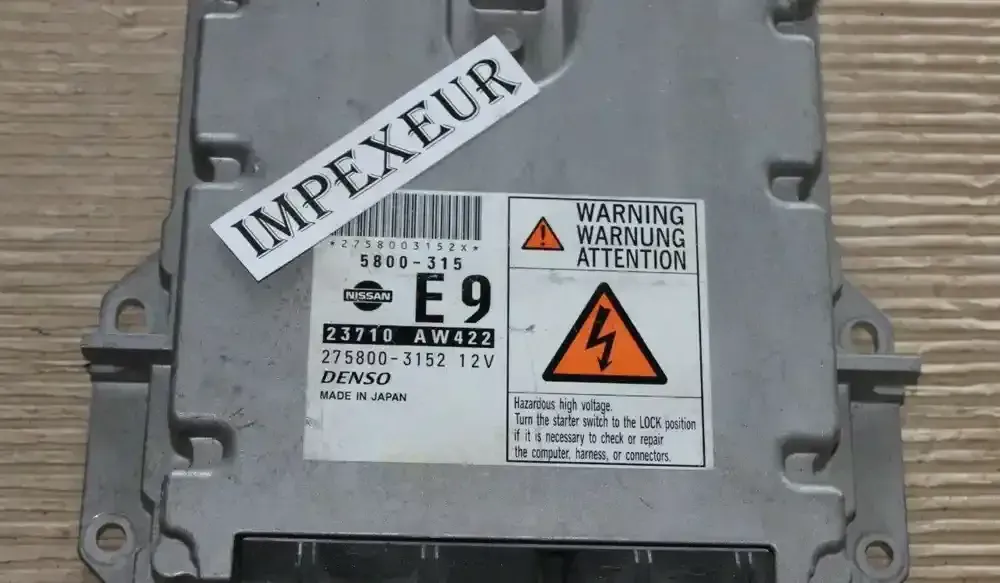 IMPEXEUR
*2758003152X*
5800-315
NISSAN
E9
23710 AW422
275800-3152 12V
DENSO
MADE IN JAPAN
WARNING
WARNUNG
ATTENTION
Hazardous high voltage.
Turn the starter switch to the LOCK position
if it is necessary to check or repair
the computer, harness, or connectors.